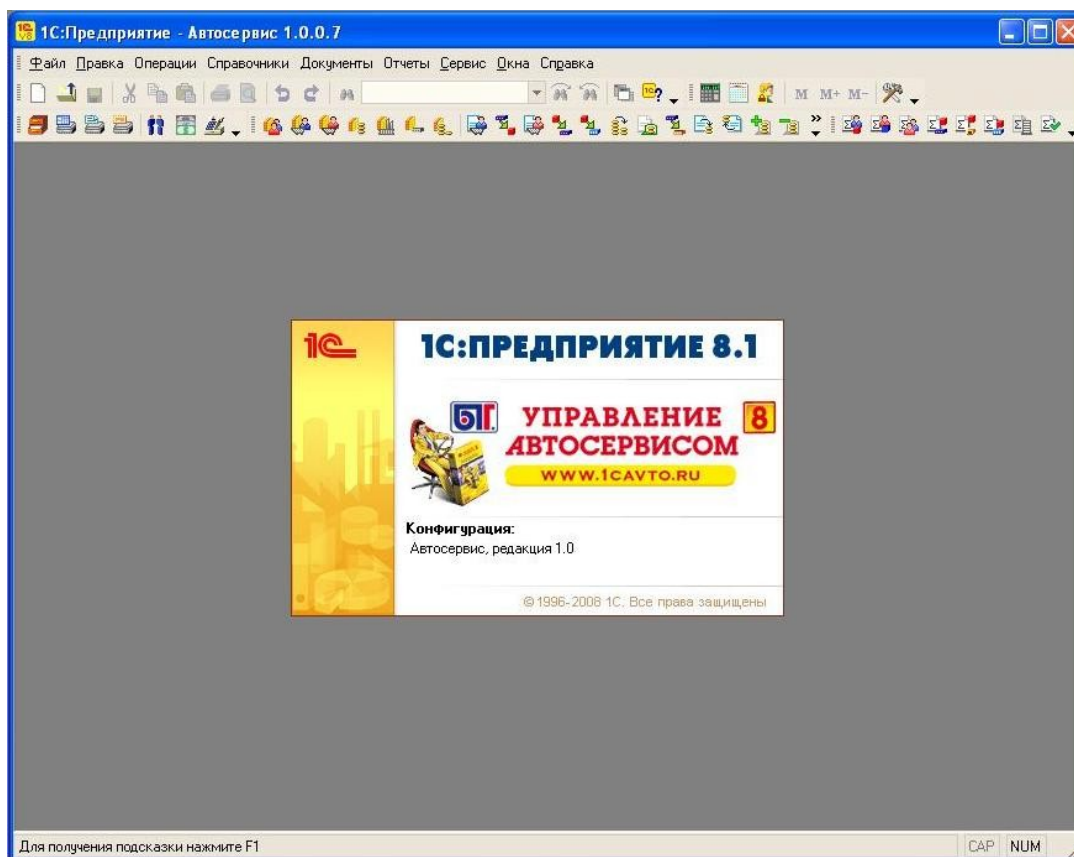 1С:Предприятие - Автосервис 1.0.0.7
Файл Правка Операции Справочники Документы Отчеты Сервис Окна Справка
M M+ M-
1С
1С:ПРЕДПРИЯТИЕ 8.1
УПРАВЛЕНИЕ 8
АВТОСЕРВИСОМ
WWW.1CAVTO.RU
Конфигурация:
Автосервис, редакция 1.0
© 1996-2008 1С. Все права защищены
Для получения подсказки нажмите F1 CAP NUM